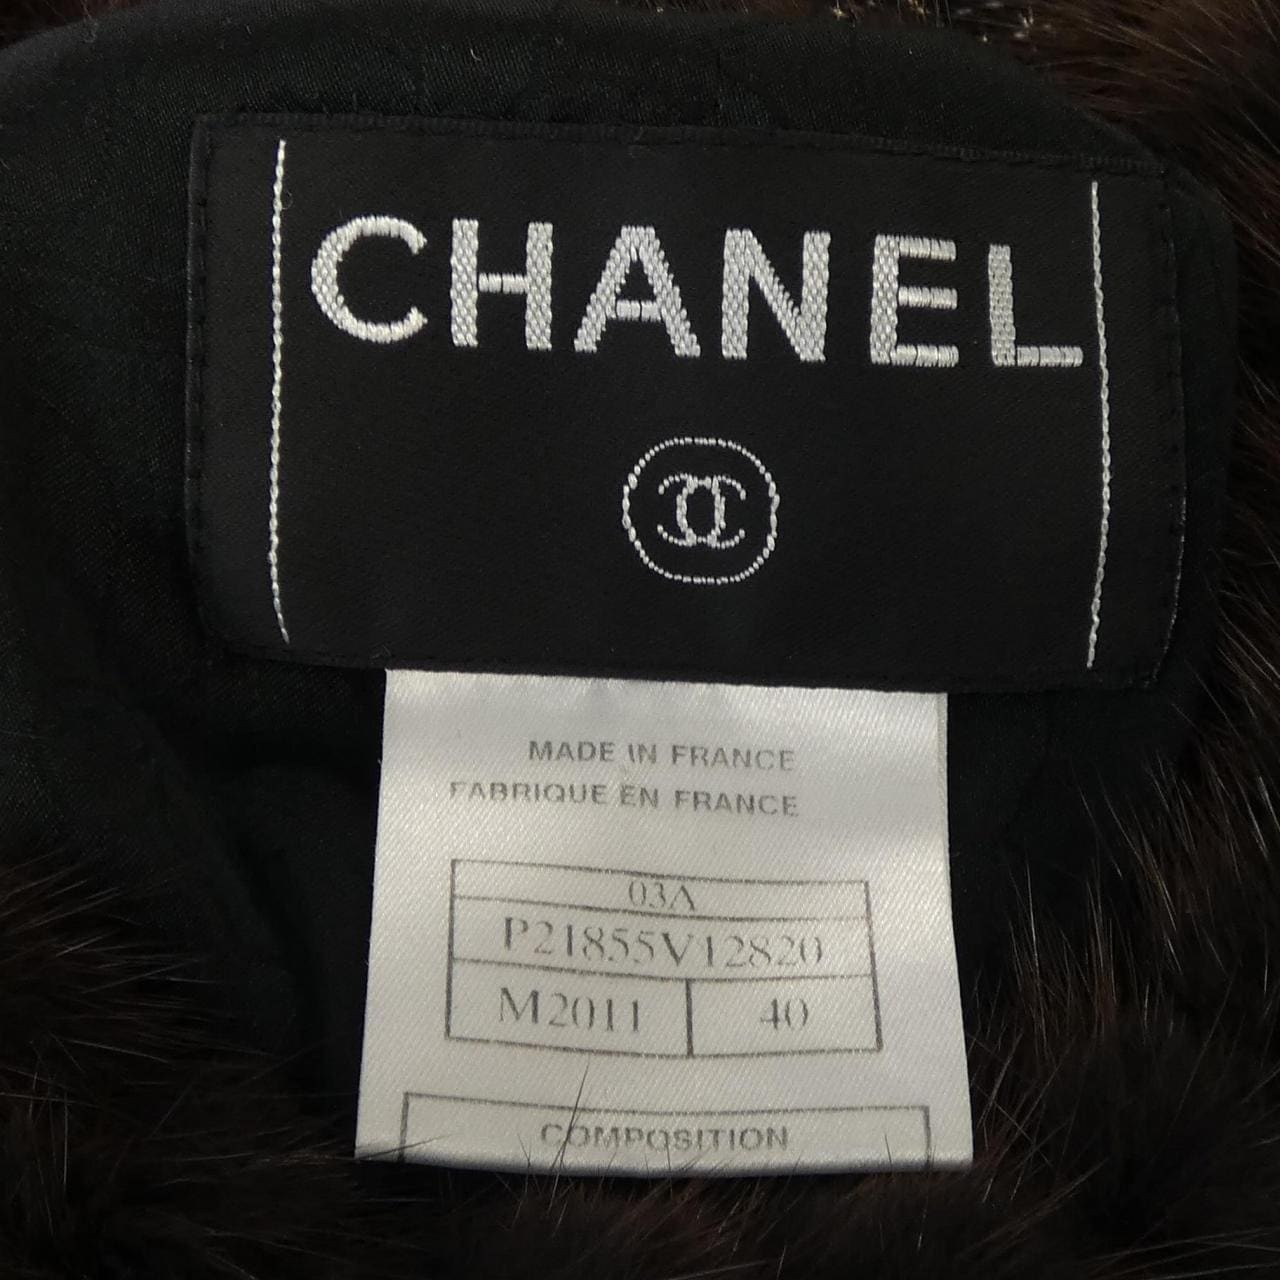 CHANEL
MADE IN FRANCE
FABRIQUE EN FRANCE
03A
P21855V12820
M2011 40
COMPOSITION